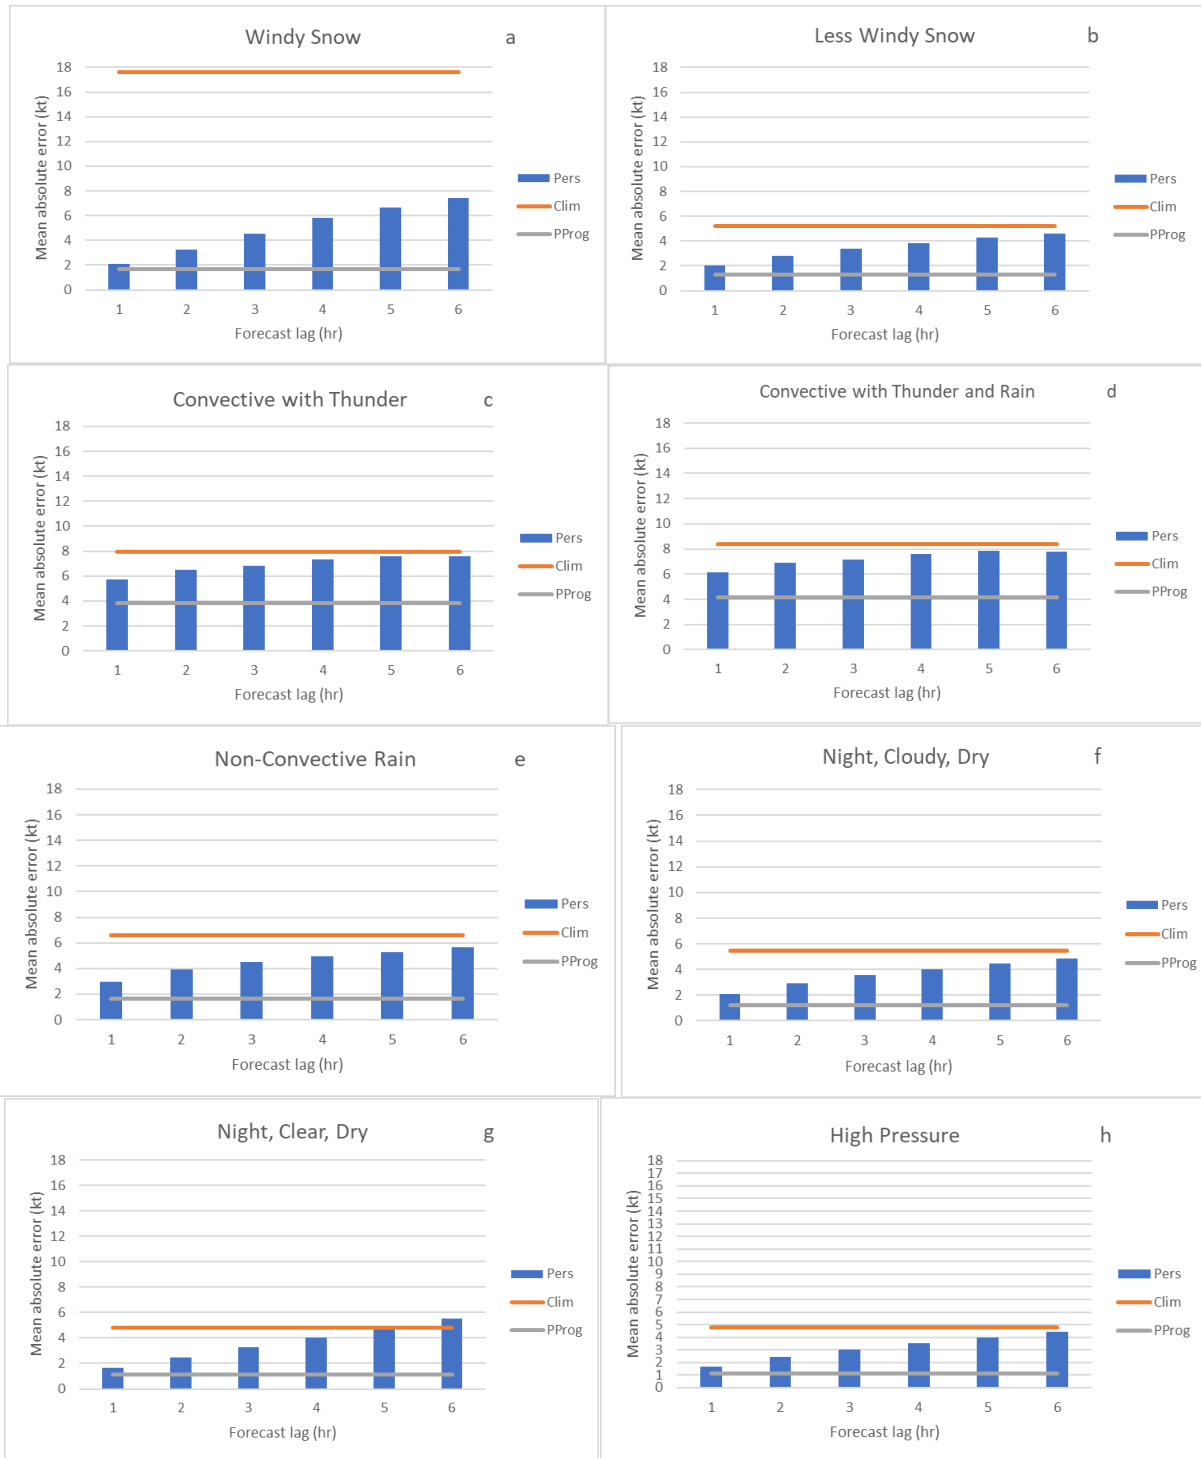 Windy Snow a
Mean absolute error (kt)
18
16
14
12
10
8
6
4
2
0
1 2 3 4 5 6
Forecast lag (hr)
Pers
Clim
PProg
Less Windy Snow b
Mean absolute error (kt)
18
16
14
12
10
8
6
4
2
0
1 2 3 4 5 6
Forecast lag (hr)
Pers
Clim
PProg
Convective with Thunder c
Mean absolute error (kt)
18
16
14
12
10
8
6
4
2
0
1 2 3 4 5 6
Forecast lag (hr)
Pers
Clim
PProg
Convective with Thunder and Rain d
Mean absolute error (kt)
18
16
14
12
10
8
6
4
2
0
1 2 3 4 5 6
Forecast lag (hr)
Pers
Clim
PProg
Non-Convective Rain e
Mean absolute error (kt)
18
16
14
12
10
8
6
4
2
0
1 2 3 4 5 6
Forecast lag (hr)
Pers
Clim
PProg
Night, Cloudy, Dry f
Mean absolute error (kt)
18
16
14
12
10
8
6
4
2
0
1 2 3 4 5 6
Forecast lag (hr)
Pers
Clim
PProg
Night, Clear, Dry g
Mean absolute error (kt)
18
16
14
12
10
8
6
4
2
0
1 2 3 4 5 6
Forecast lag (hr)
Pers
Clim
PProg
High Pressure h
Mean absolute error (kt)
18
17
16
15
14
13
12
11
10
9
8
7
6
5
4
3
2
1
0
1 2 3 4 5 6
Forecast lag (hr)
Pers
Clim
PProg